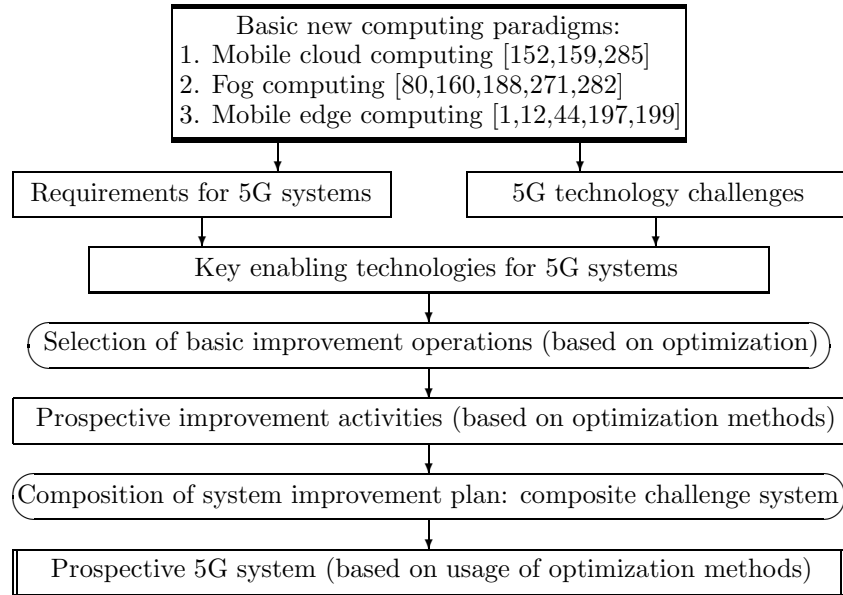 Basic new computing paradigms:
1. Mobile cloud computing [152,159,285]
2. Fog computing [80,160,188,271,282]
3. Mobile edge computing [1,12,44,197,199]
Requirements for 5G systems
5G technology challenges
Key enabling technologies for 5G systems
Selection of basic improvement operations (based on optimization)
Prospective improvement activities (based on optimization methods)
Composition of system improvement plan: composite challenge system
Prospective 5G system (based on usage of optimization methods)